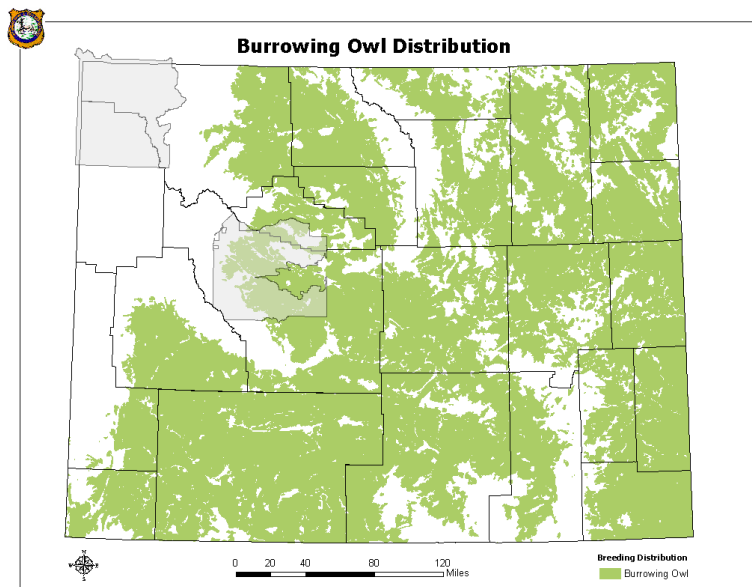 Burrowing Owl Distribution
N
W E
S
0 20 40 80 120
Miles
Breeding Distribution
Burrowing Owl